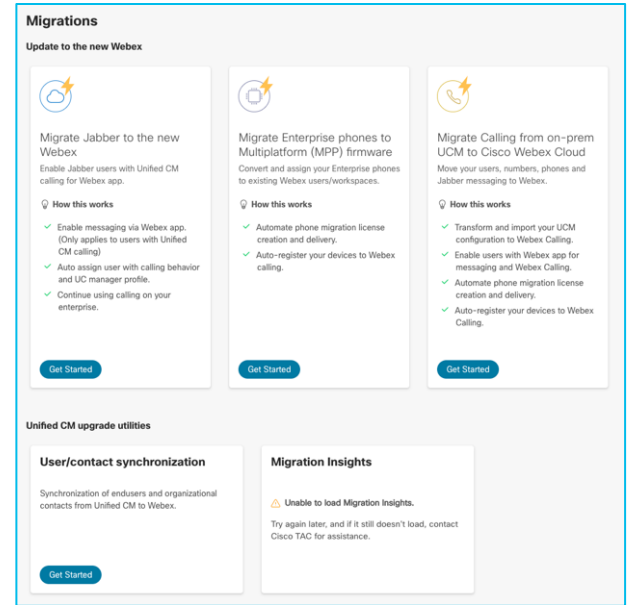 Migrations
Update to the new Webex
Migrate Jabber to the new
Webex
Enable Jabber users with Unified CM
calling for Webex app.
How this works
Enable messaging via Webex app.
(Only applies to users with Unified
CM calling)
Auto assign user with calling behavior
and UC manager profile.
Continue using calling on your
enterprise.
Get Started
Migrate Enterprise phones to
Multiplatform (MPP) firmware
Convert and assign your Enterprise phones
to existing Webex users/workspaces.
How this works
Automate phone migration license
creation and delivery.
Auto-register your devices to Webex
calling.
Get Started
Migrate Calling from on-prem
UCM to Cisco Webex Cloud
Move your users, numbers, phones and
Jabber messaging to Webex.
How this works
Transform and import your UCM
configuration to Webex Calling.
Enable users with Webex app for
messaging and Webex Calling.
Automate phone migration license
creation and delivery.
Auto-register your devices to Webex
Calling.
Get Started
Unified CM upgrade utilities
User/contact synchronization
Synchronization of endusers and organizational
contacts from Unified CM to Webex.
Get Started
Migration Insights
Unable to load Migration Insights.
Try again later, and if it still doesn't load, contact
Cisco TAC for assistance.